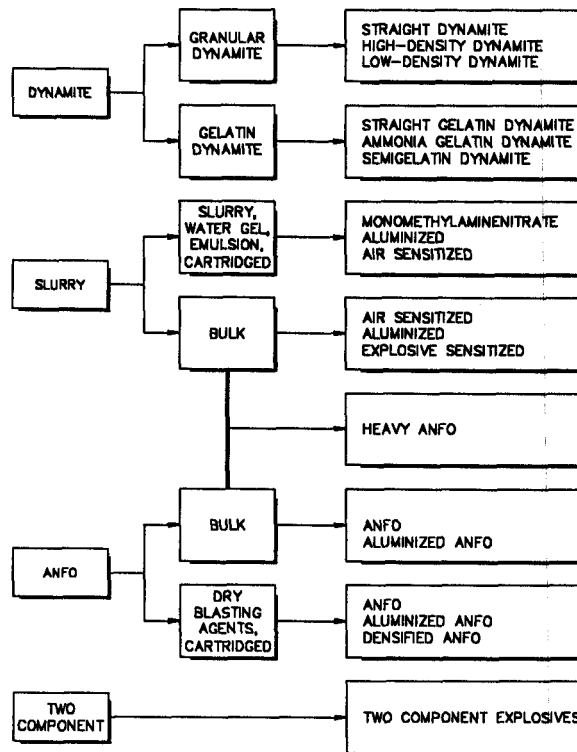 DYNAMITE
GRANULAR
DYNAMITE
STRAIGHT DYNAMITE
HIGH-DENSITY DYNAMITE
LOW-DENSITY DYNAMITE
GELATIN
DYNAMITE
STRAIGHT GELATIN DYNAMITE
AMMONIA GELATIN DYNAMITE
SEMIGELATIN DYNAMITE
SLURRY
SLURRY,
WATER GEL,
EMULSION,
CARTRIDGED
MONOMETHYLAMINENITRATE
ALUMINIZED
AIR SENSITIZED
BULK
AIR SENSITIZED
ALUMINIZED
EXPLOSIVE SENSITIZED
HEAVY ANFO
ANFO
BULK
ANFO
ALUMINIZED ANFO
DRY
BLASTING
AGENTS,
CARTRIDGED
ANFO
ALUMINIZED ANFO
DENSIFIED ANFO
TWO
COMPONENT
TWO COMPONENT EXPLOSIVES